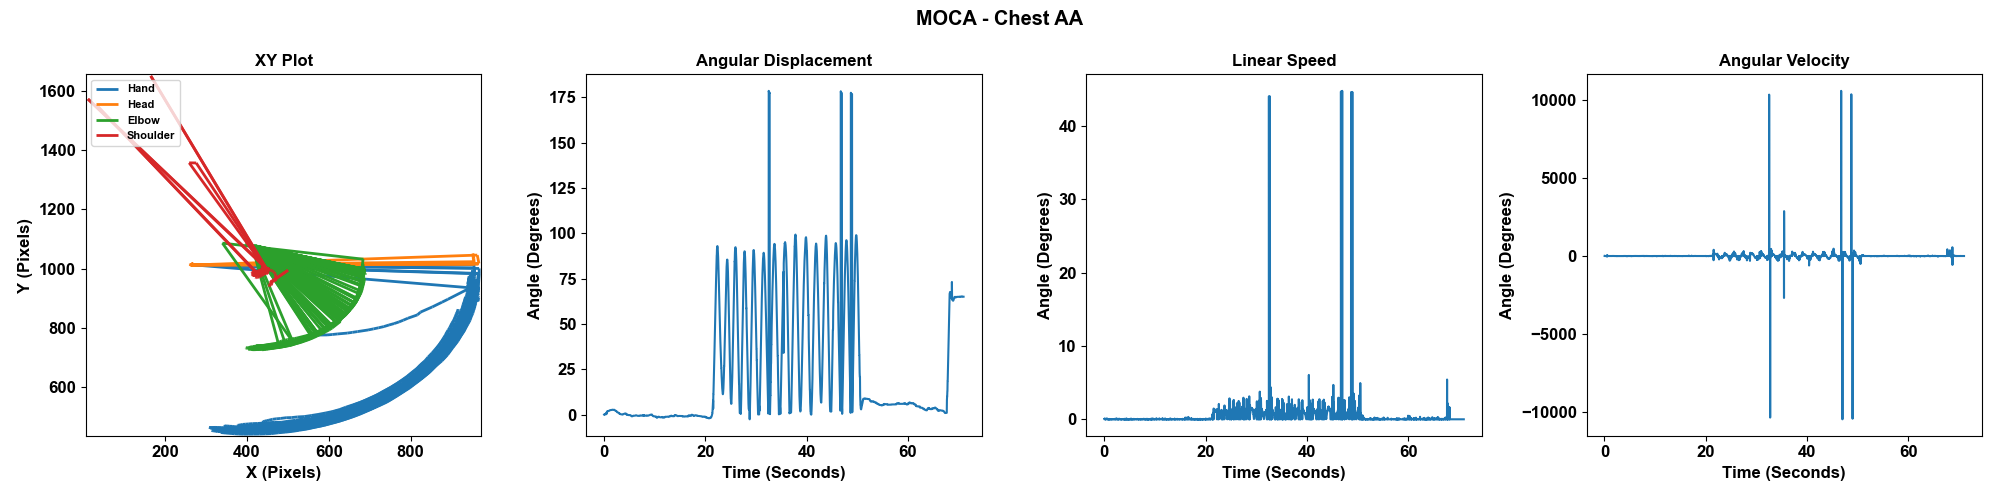 MOCA - Chest AA
XY Plot
Hand
Head
Elbow
Shoulder
1600
1400
1200
1000
800
600
200 400 600 800
Y (Pixels)
X (Pixels)
Angular Displacement
175
150
125
100
75
50
25
0
0 20 40 60
Angle (Degrees)
Time (Seconds)
Linear Speed
40
30
20
10
0
0 20 40 60
Angle (Degrees)
Time (Seconds)
Angular Velocity
10000
5000
0
−5000
−10000
0 20 40 60
Angle (Degrees)
Time (Seconds)